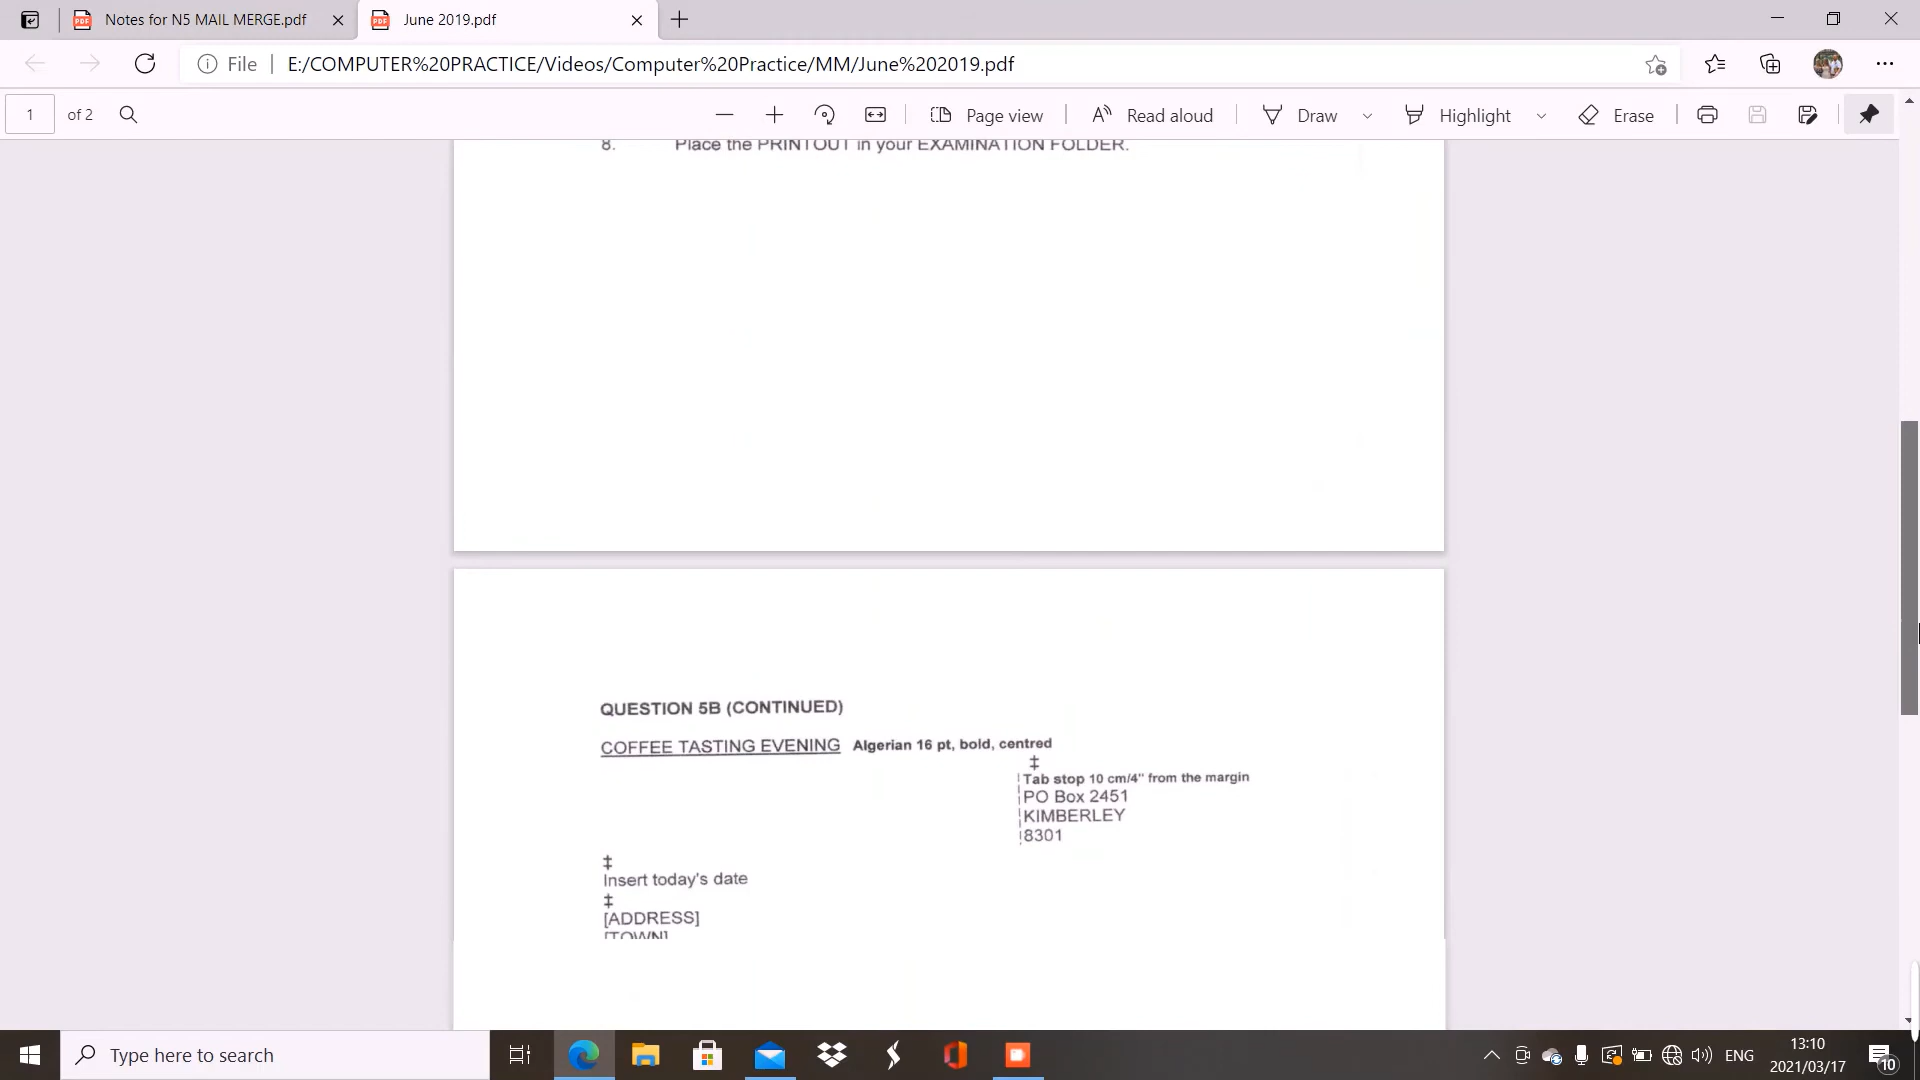 Notes for N5 MAIL MERGE.pdf
June 2019.pdf
File
E:/COMPUTER%20PRACTICE/Videos/Computer%20Practice/MM/June%202019.pdf
1 of 2
Page view
Read aloud
Draw
Highlight
Erase
8. Place the PRINTOUT in your EXAMINATION FOLDER.
QUESTION 5B (CONTINUED)
COFFEE TASTING EVENING Algerian 16 pt, bold, centred
‡
Tab stop 10 cm/4" from the margin
PO Box 2451
KIMBERLEY
8301
‡
Insert today's date
‡
[ADDRESS]
[TOWN]
Type here to search
ENG
13:10
2021/03/17
10